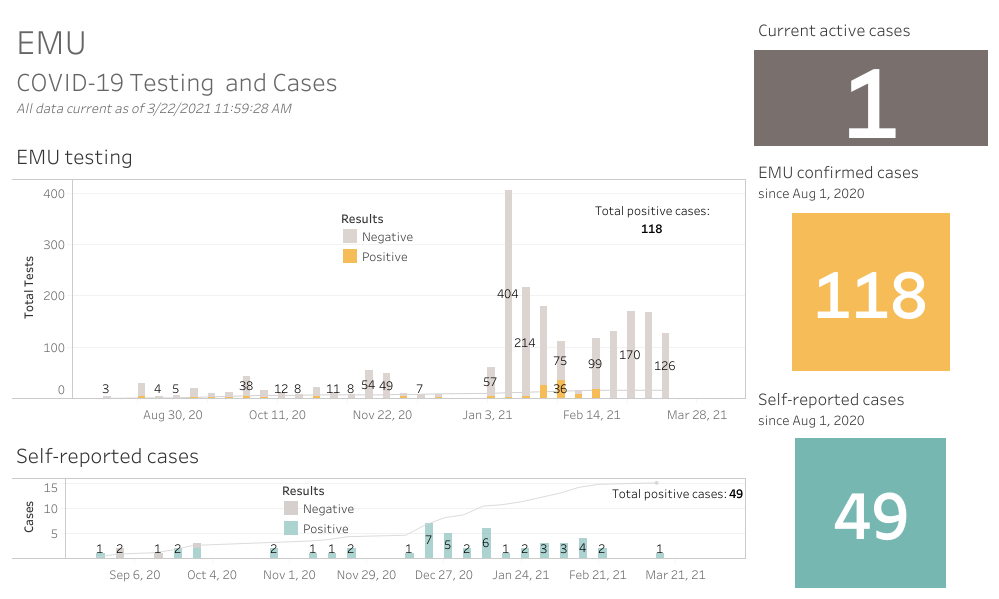 EMU
COVID-19 Testing and Cases
All data current as of 3/22/2021 11:59:28 AM
Current active cases
1
EMU confirmed cases
since Aug 1, 2020
118
Self-reported cases
since Aug 1, 2020
49
EMU testing
Total Tests
400
300
200
100
0
Results
Negative
Positive
Total positive cases:
118
3 4 5 38 12 8 11 8 54 49 7 57 404 214 75 36 99 170 126
Aug 30, 20 Oct 11, 20 Nov 22, 20 Jan 3, 21 Feb 14, 21 Mar 28, 21
Self-reported cases
Cases
15
10
5
Results
Negative
Positive
Total positive cases: 49
1 2 1 2 2 1 1 2 1 7 5 2 6 1 2 3 3 4 2 1
Sep 6, 20 Oct 4, 20 Nov 1, 20 Nov 29, 20 Dec 27, 20 Jan 24, 21 Feb 21, 21 Mar 21, 21